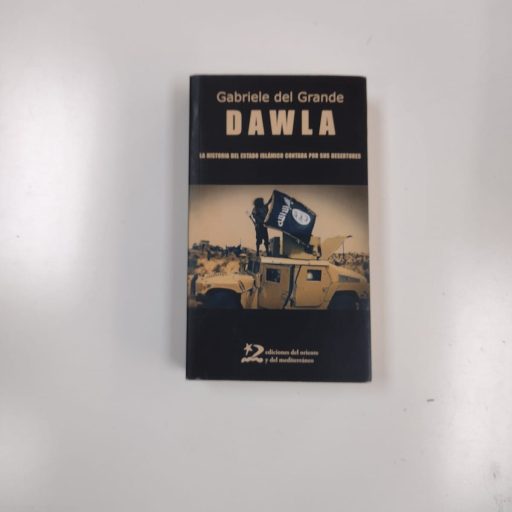 Gabriele del Grande
DAWLA
LA HISTORIA DEL ESTADO ISLÁMICO CONTADA POR SUS DESERTORES
ediciones del oriente
y del mediterráneo